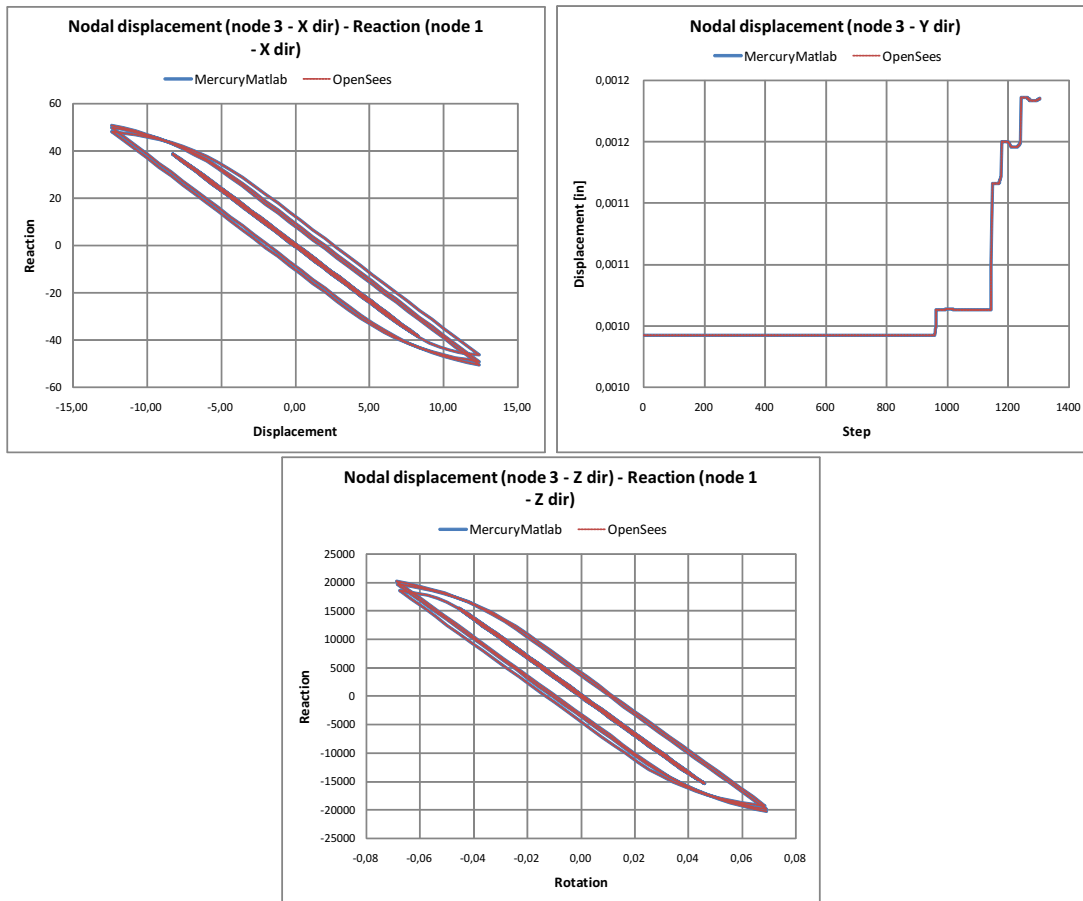 Nodal displacement (node 3 - X dir) - Reaction (node 1
- X dir)
MercuryMatlab OpenSees
60
40
20
0
-20
-40
-60
Reaction
-15,00 -10,00 -5,00 0,00 5,00 10,00 15,00
Displacement
Nodal displacement (node 3 - Y dir)
MercuryMatlab OpenSees
0,0012
0,0012
0,0011
0,0011
0,0010
0,0010
Displacement [in]
0 200 400 600 800 1000 1200 1400
Step
Nodal displacement (node 3 - Z dir) - Reaction (node 1
- Z dir)
MercuryMatlab OpenSees
25000
20000
15000
10000
5000
0
-5000
-10000
-15000
-20000
-25000
Reaction
-0,08 -0,06 -0,04 -0,02 0,00 0,02 0,04 0,06 0,08
Rotation